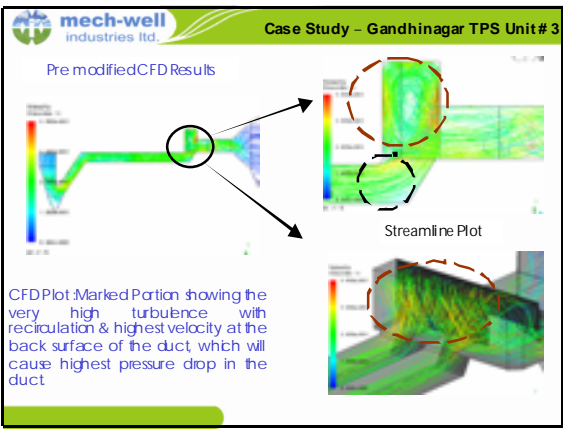 mech-well
industries ltd.
Case Study – Gandhinagar TPS Unit # 3
Pre modified CFD Results
Streamline Plot
CFD Plot :Marked Portion showing the
very high turbulence with
recirculation & highest velocity at the
back surface of the duct, which will
cause highest pressure drop in the
duct.